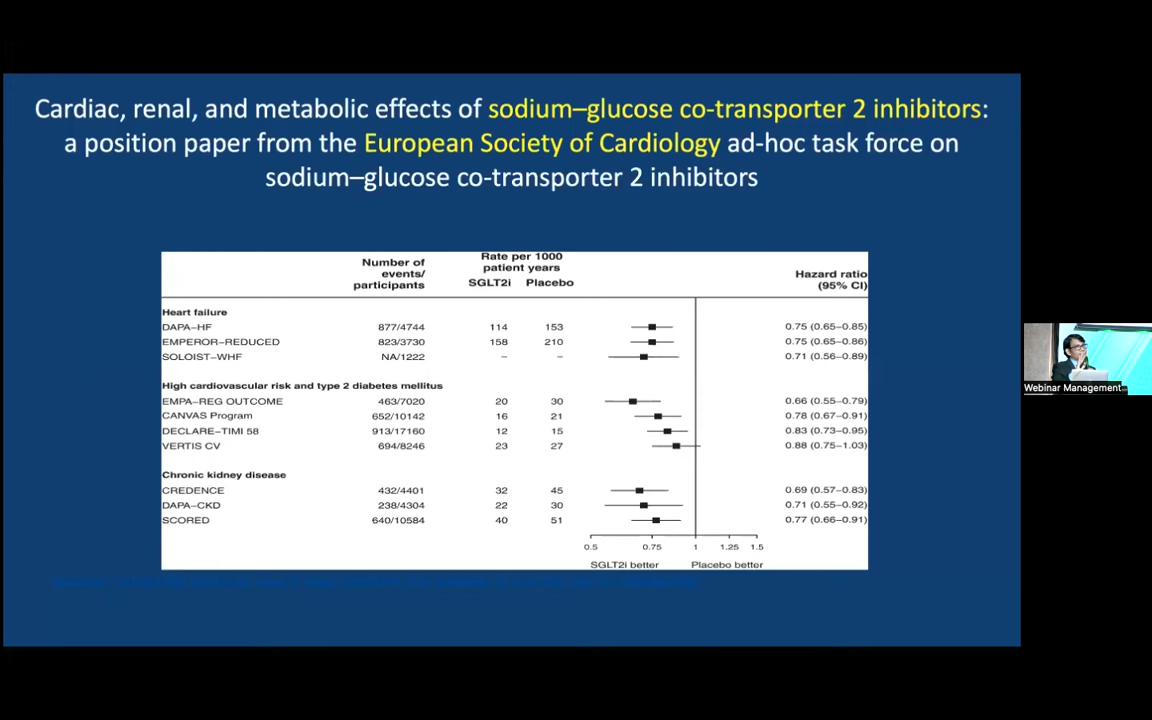 Cardiac, renal, and metabolic effects of sodium–glucose co-transporter 2 inhibitors:
a position paper from the European Society of Cardiology ad-hoc task force on
sodium–glucose co-transporter 2 inhibitors
Number of events/ participants
Rate per 1000 patient years
SGLT2i Placebo
Hazard ratio (95% CI)
Heart failure
DAPA–HF 877/4744 114 153 0.75 (0.65–0.85)
EMPEROR–REDUCED 823/3730 158 210 0.75 (0.65–0.86)
SOLOIST–WHF NA/1222 – – 0.71 (0.56–0.89)
High cardiovascular risk and type 2 diabetes mellitus
EMPA–REG OUTCOME 463/7020 20 30 0.66 (0.55–0.79)
CANVAS Program 652/10142 16 21 0.78 (0.67–0.91)
DECLARE–TIMI 58 913/17160 12 15 0.83 (0.73–0.95)
VERTIS CV 694/8246 23 27 0.88 (0.75–1.03)
Chronic kidney disease
CREDENCE 432/4401 32 45 0.69 (0.57–0.83)
DAPA–CKD 238/4304 22 30 0.71 (0.55–0.92)
SCORED 640/10584 40 51 0.77 (0.66–0.91)
0.5 0.75 1 1.25 1.5
SGLT2i better Placebo better
Webinar Management...